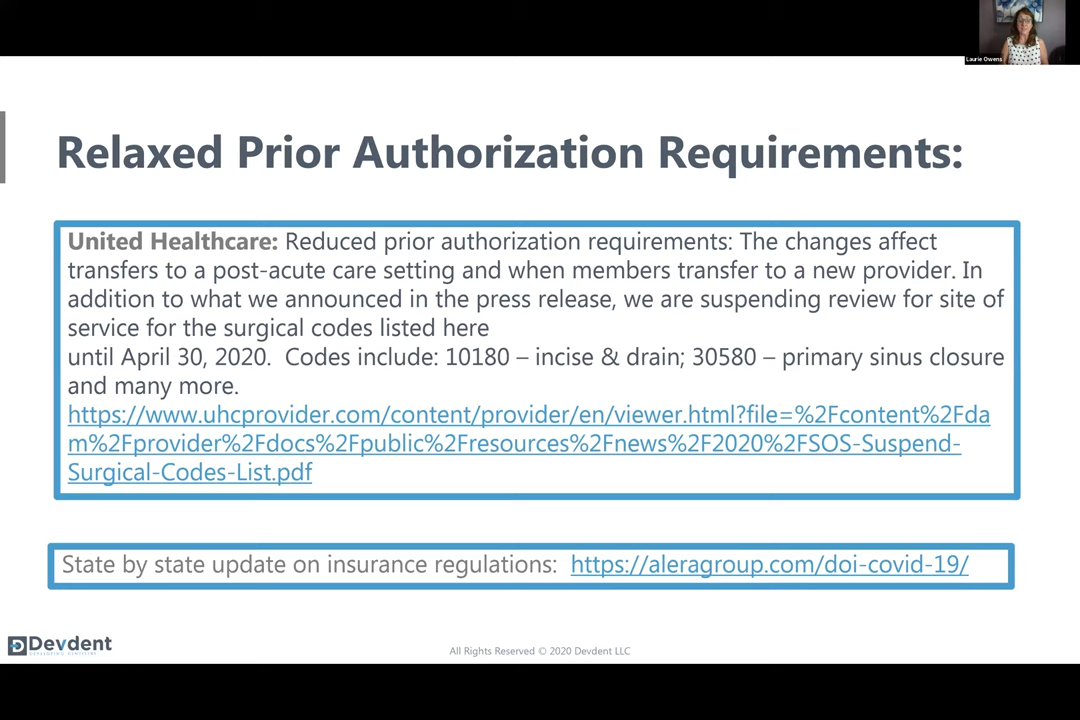 Laurie Owens
Relaxed Prior Authorization Requirements:
United Healthcare: Reduced prior authorization requirements: The changes affect
transfers to a post-acute care setting and when members transfer to a new provider. In
addition to what we announced in the press release, we are suspending review for site of
service for the surgical codes listed here
until April 30, 2020.  Codes include: 10180 – incise & drain; 30580 – primary sinus closure
and many more.
https://www.uhcprovider.com/content/provider/en/viewer.html?file=%2Fcontent%2Fda
m%2Fprovider%2Fdocs%2Fpublic%2Fresources%2Fnews%2F2020%2FSOS-Suspend-
Surgical-Codes-List.pdf
State by state update on insurance regulations:  https://aleragroup.com/doi-covid-19/
Devdent
All Rights Reserved © 2020 Devdent LLC